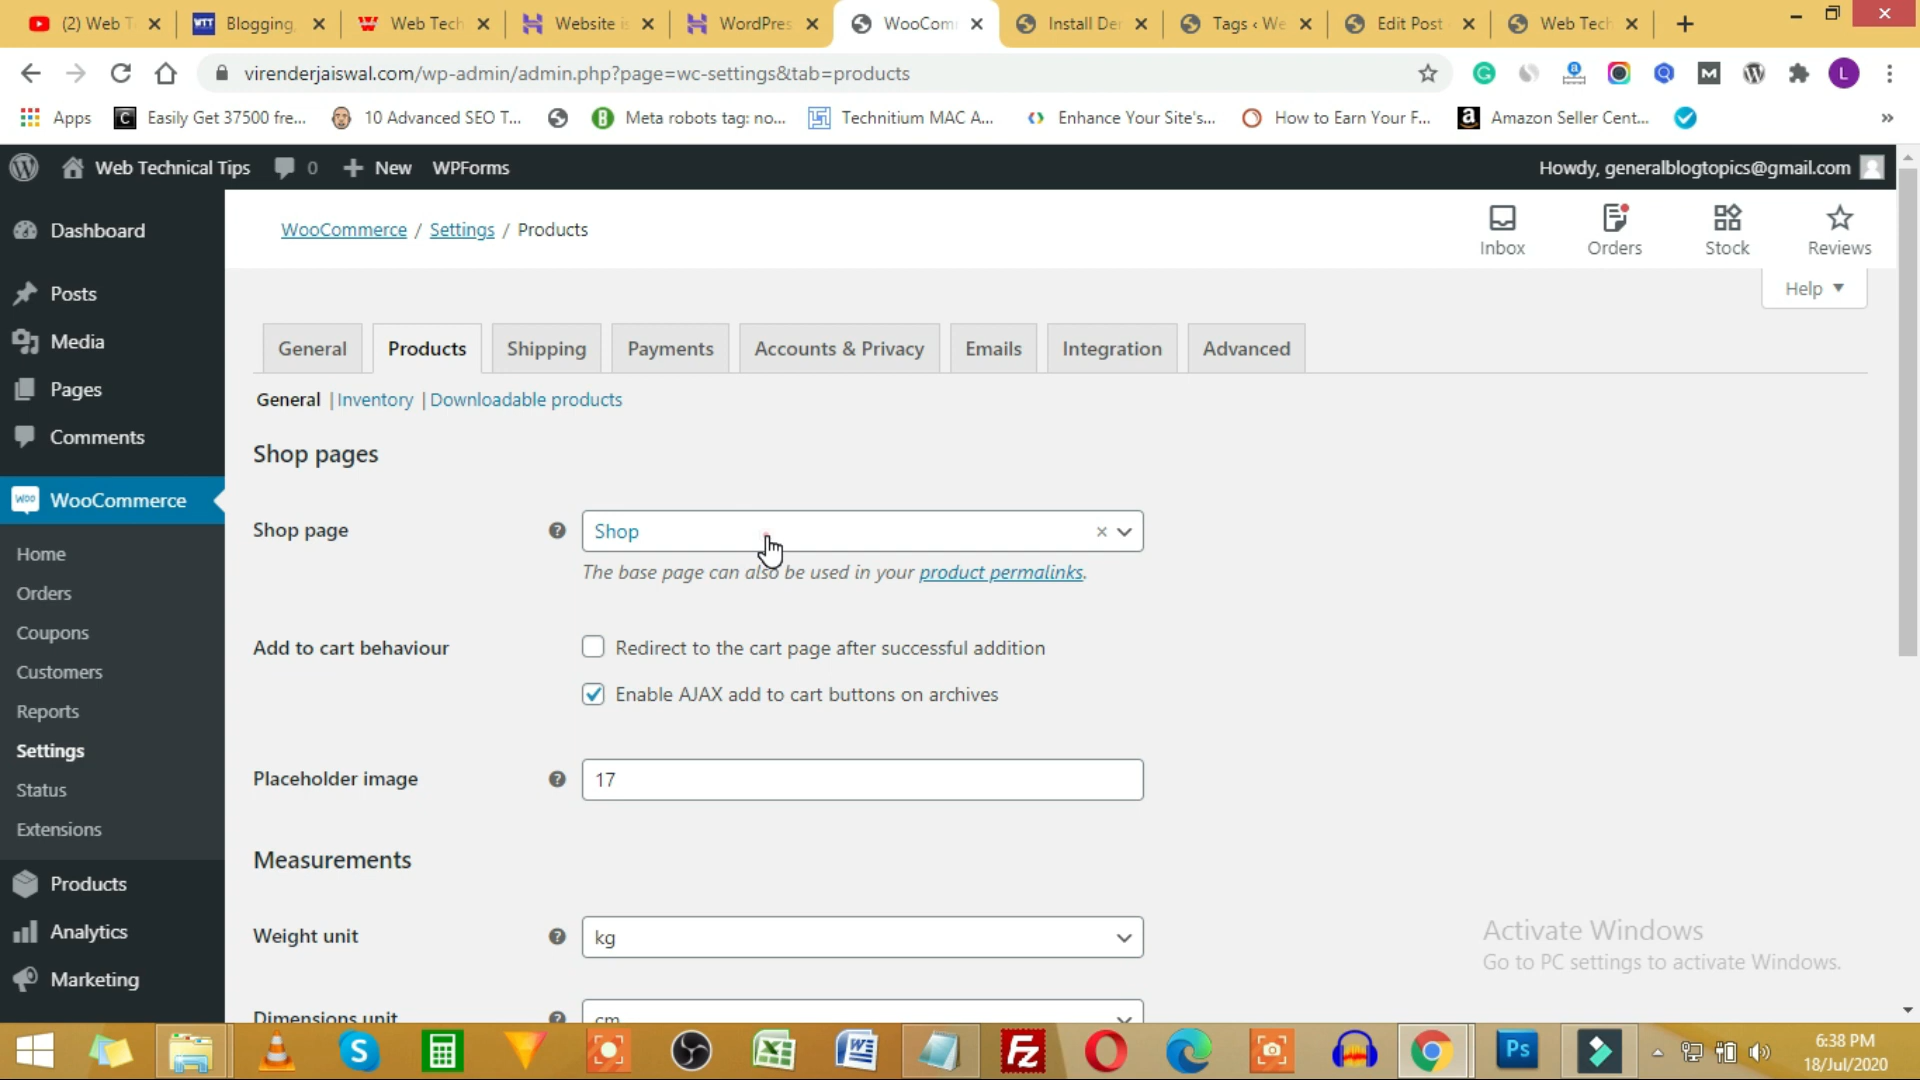 (2) Web T
Blogging,
Web Tech
Website is
WordPres
WooCom
Install De
Tags ‹ We
Edit Post
Web Tech
virenderjaiswal.com/wp-admin/admin.php?page=wc-settings&tab=products
Apps
Easily Get 37500 fre...
10 Advanced SEO T...
Meta robots tag: no...
Technitium MAC A...
Enhance Your Site's...
How to Earn Your F...
Amazon Seller Cent...
»
Web Technical Tips
0
New
WPForms
Howdy, generalblogtopics@gmail.com
WooCommerce / Settings / Products
Inbox
Orders
Stock
Reviews
Help
Dashboard
Posts
Media
Pages
Comments
WooCommerce
Home
Orders
Coupons
Customers
Reports
Settings
Status
Extensions
Products
Analytics
Marketing
General
Products
Shipping
Payments
Accounts & Privacy
Emails
Integration
Advanced
General | Inventory | Downloadable products
Shop pages
Shop page
Shop
The base page can also be used in your product permalinks.
Add to cart behaviour
Redirect to the cart page after successful addition
Enable AJAX add to cart buttons on archives
Placeholder image
17
Measurements
Weight unit
kg
Dimensions unit
cm
Activate Windows
Go to PC settings to activate Windows.
6:38 PM
18/Jul/2020